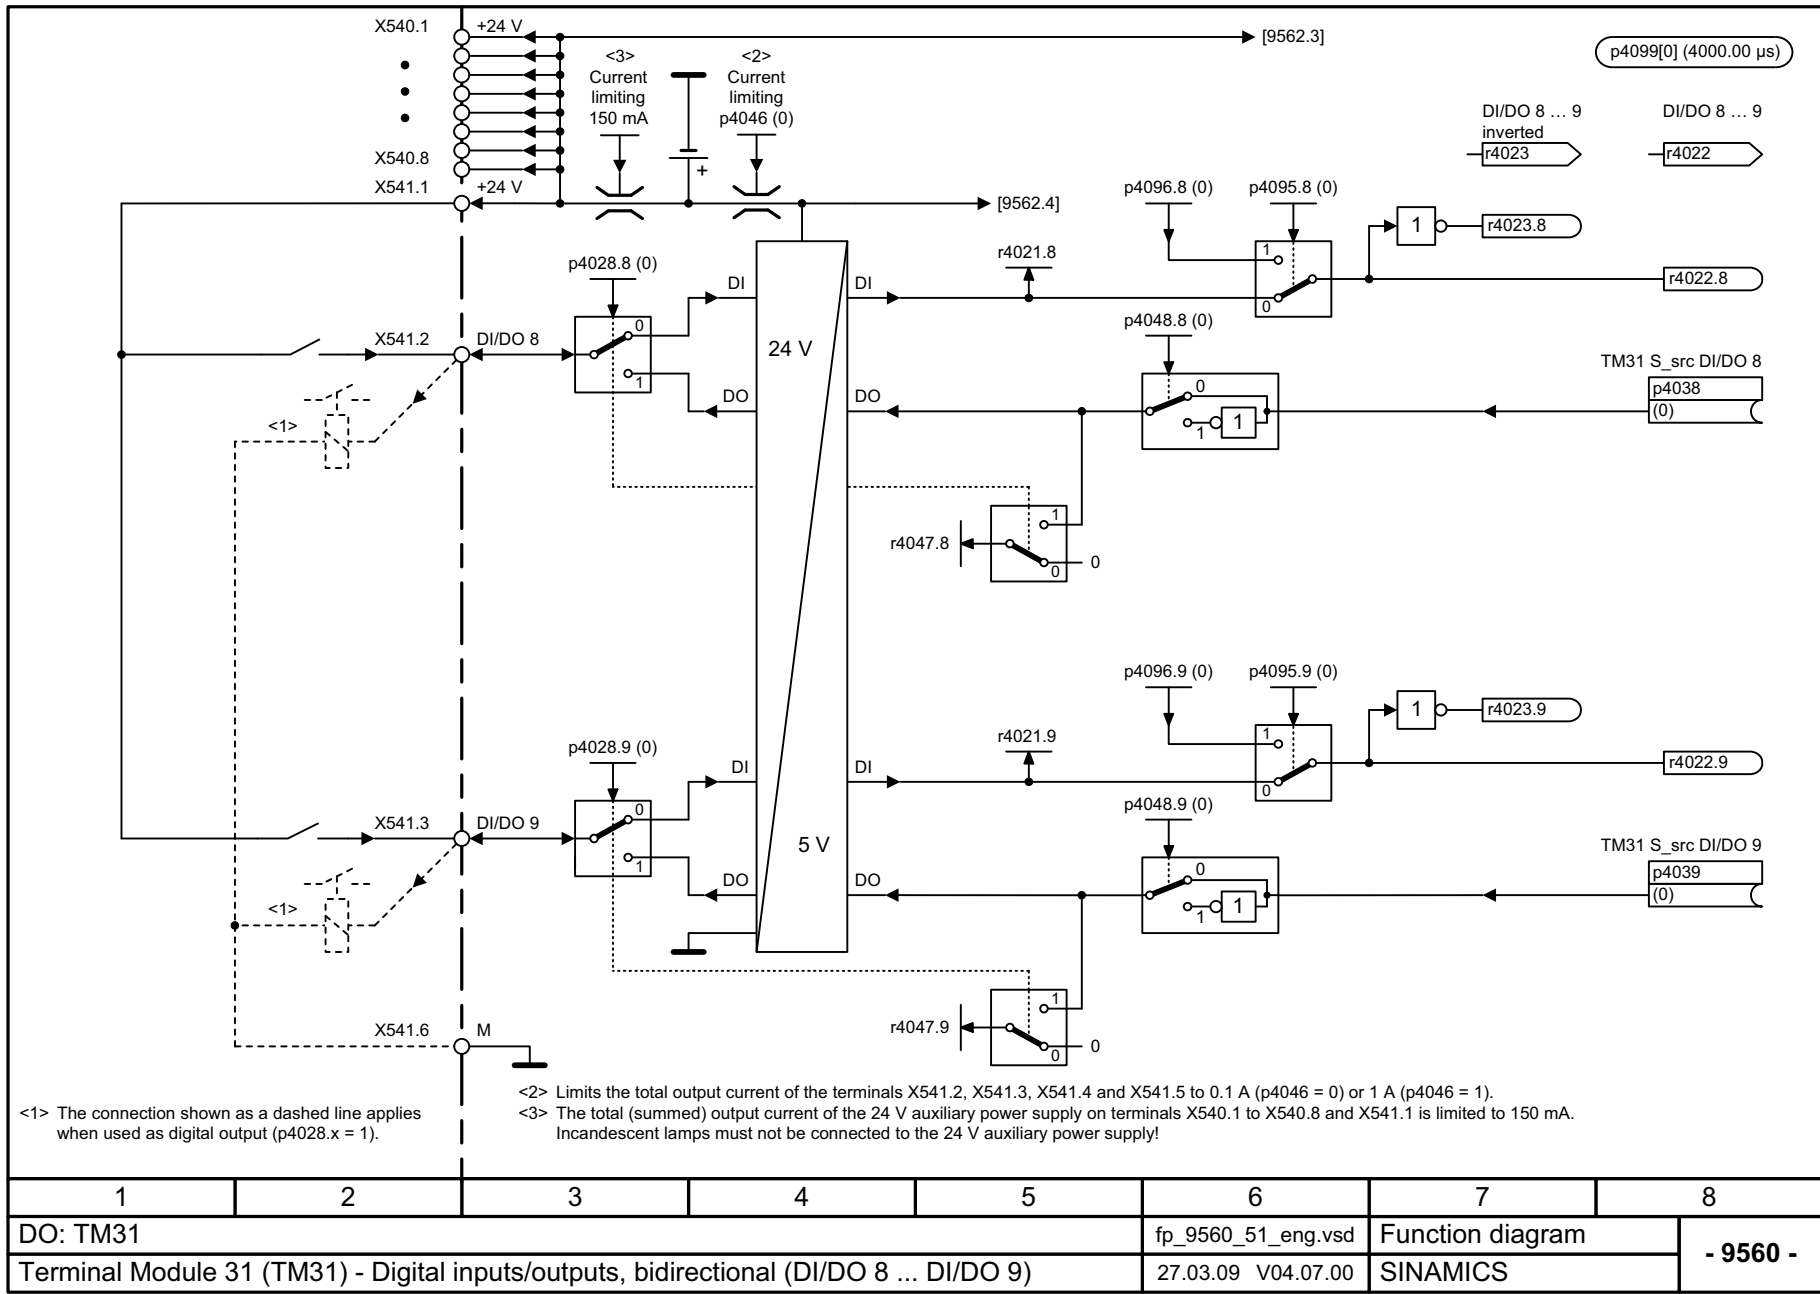 X540.1
+24 V
[9562.3]
p4099[0] (4000.00 µs)
<3>
Current
limiting
150 mA
<2>
Current
limiting
p4046 (0)
DI/DO 8 … 9
inverted
r4023
DI/DO 8 … 9
r4022
X540.8
+
X541.1
+24 V
[9562.4]
p4096.8 (0)
p4095.8 (0)
1
r4023.8
p4028.8 (0)
DI
DI
r4021.8
1
0
r4022.8
X541.2
DI/DO 8
0
1
24 V
p4048.8 (0)
TM31 S_src DI/DO 8
p4038
(0)
DO
DO
0
1
1
<1>
r4047.8
1
0
0
p4096.9 (0)
p4095.9 (0)
1
r4023.9
p4028.9 (0)
DI
DI
r4021.9
1
0
r4022.9
X541.3
DI/DO 9
0
1
5 V
p4048.9 (0)
TM31 S_src DI/DO 9
p4039
(0)
DO
DO
0
1
1
<1>
r4047.9
1
0
0
X541.6
M
<1> The connection shown as a dashed line applies
when used as digital output (p4028.x = 1).
<2> Limits the total output current of the terminals X541.2, X541.3, X541.4 and X541.5 to 0.1 A (p4046 = 0) or 1 A (p4046 = 1).
<3> The total (summed) output current of the 24 V auxiliary power supply on terminals X540.1 to X540.8 and X541.1 is limited to 150 mA.
Incandescent lamps must not be connected to the 24 V auxiliary power supply!
1 2 3 4 5 6 7 8
DO: TM31
fp_9560_51_eng.vsd
Function diagram
- 9560 -
Terminal Module 31 (TM31) - Digital inputs/outputs, bidirectional (DI/DO 8 ... DI/DO 9)
27.03.09 V04.07.00
SINAMICS